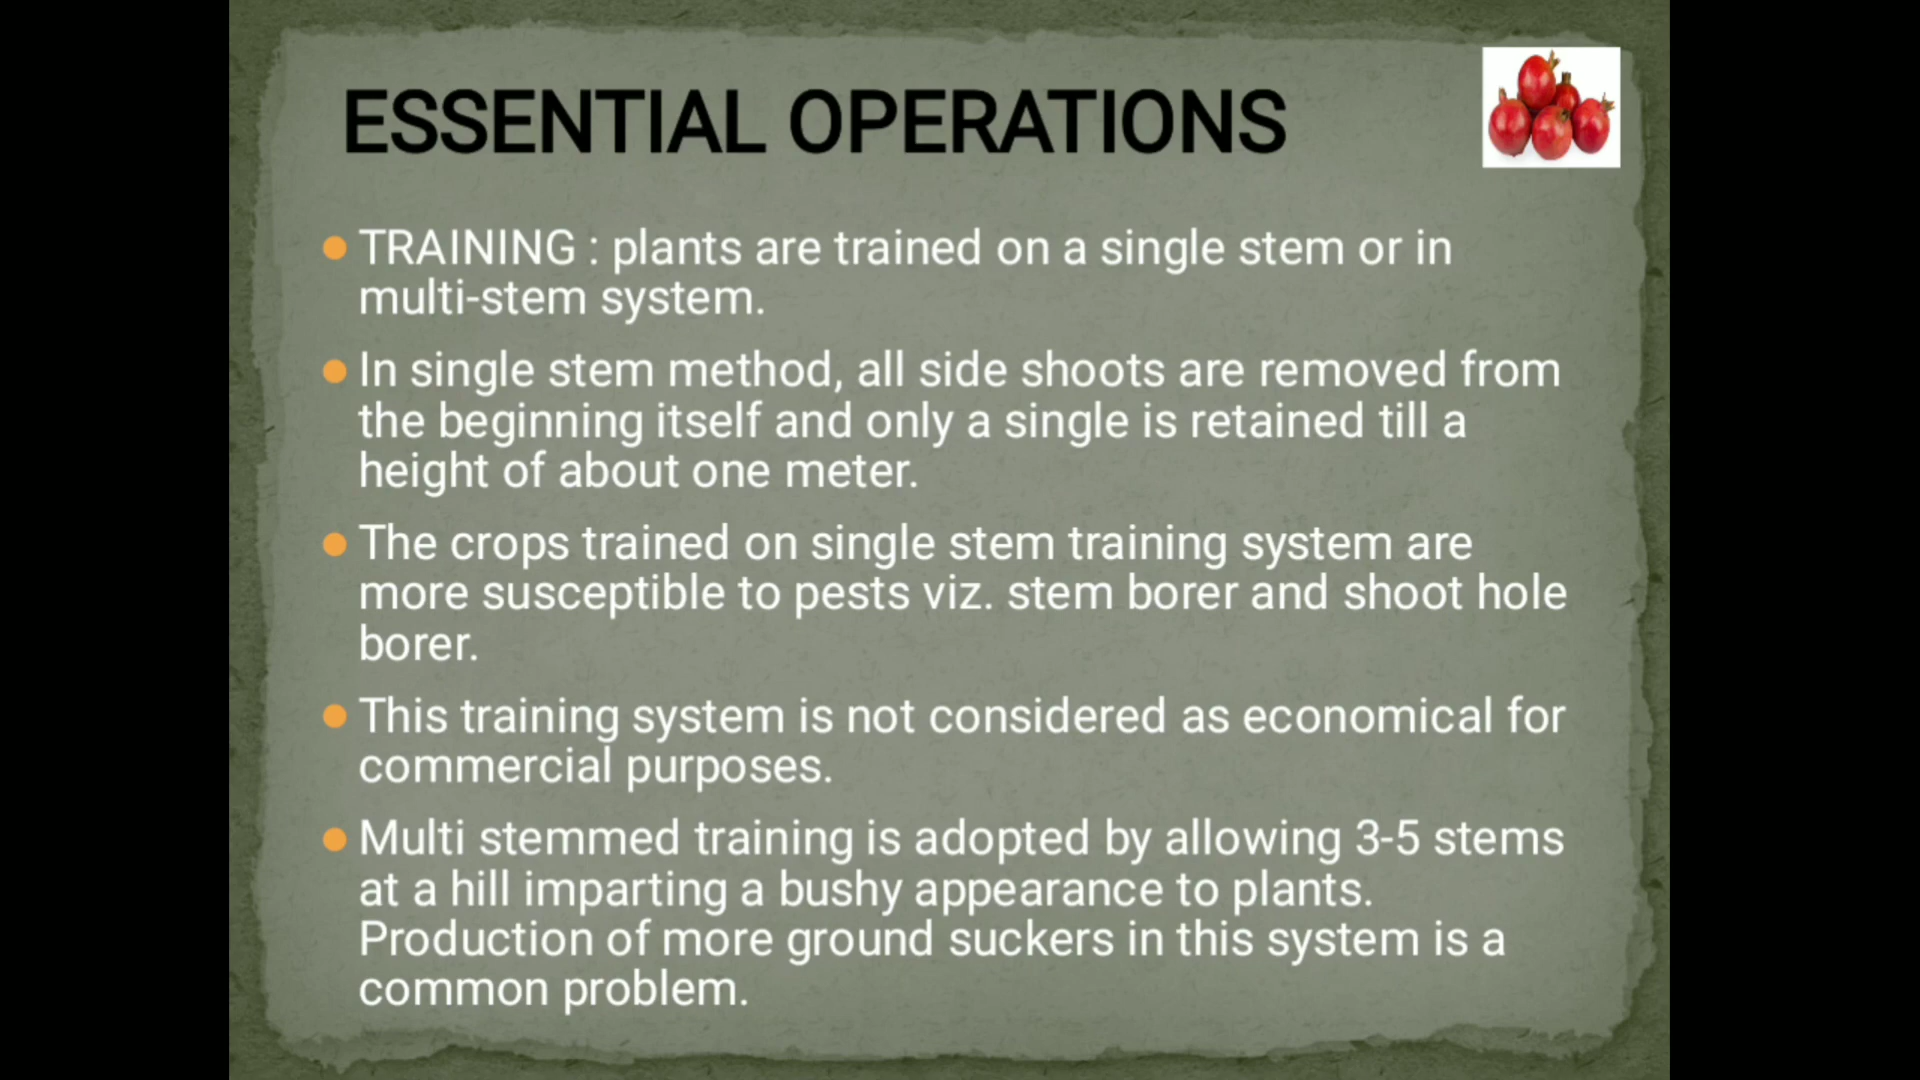 ESSENTIAL OPERATIONS
TRAINING : plants are trained on a single stem or in
multi-stem system.
In single stem method, all side shoots are removed from
the beginning itself and only a single is retained till a
height of about one meter.
The crops trained on single stem training system are
more susceptible to pests viz. stem borer and shoot hole
borer.
This training system is not considered as economical for
commercial purposes.
Multi stemmed training is adopted by allowing 3-5 stems
at a hill imparting a bushy appearance to plants.
Production of more ground suckers in this system is a
common problem.